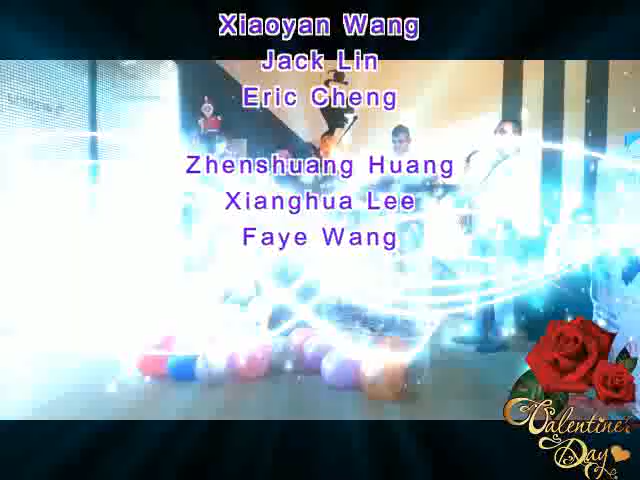 Xiaoyan Wang
Jack Lin
Eric Cheng
Zhenshuang Huang
Xianghua Lee
Faye Wang
Valentine's
Day